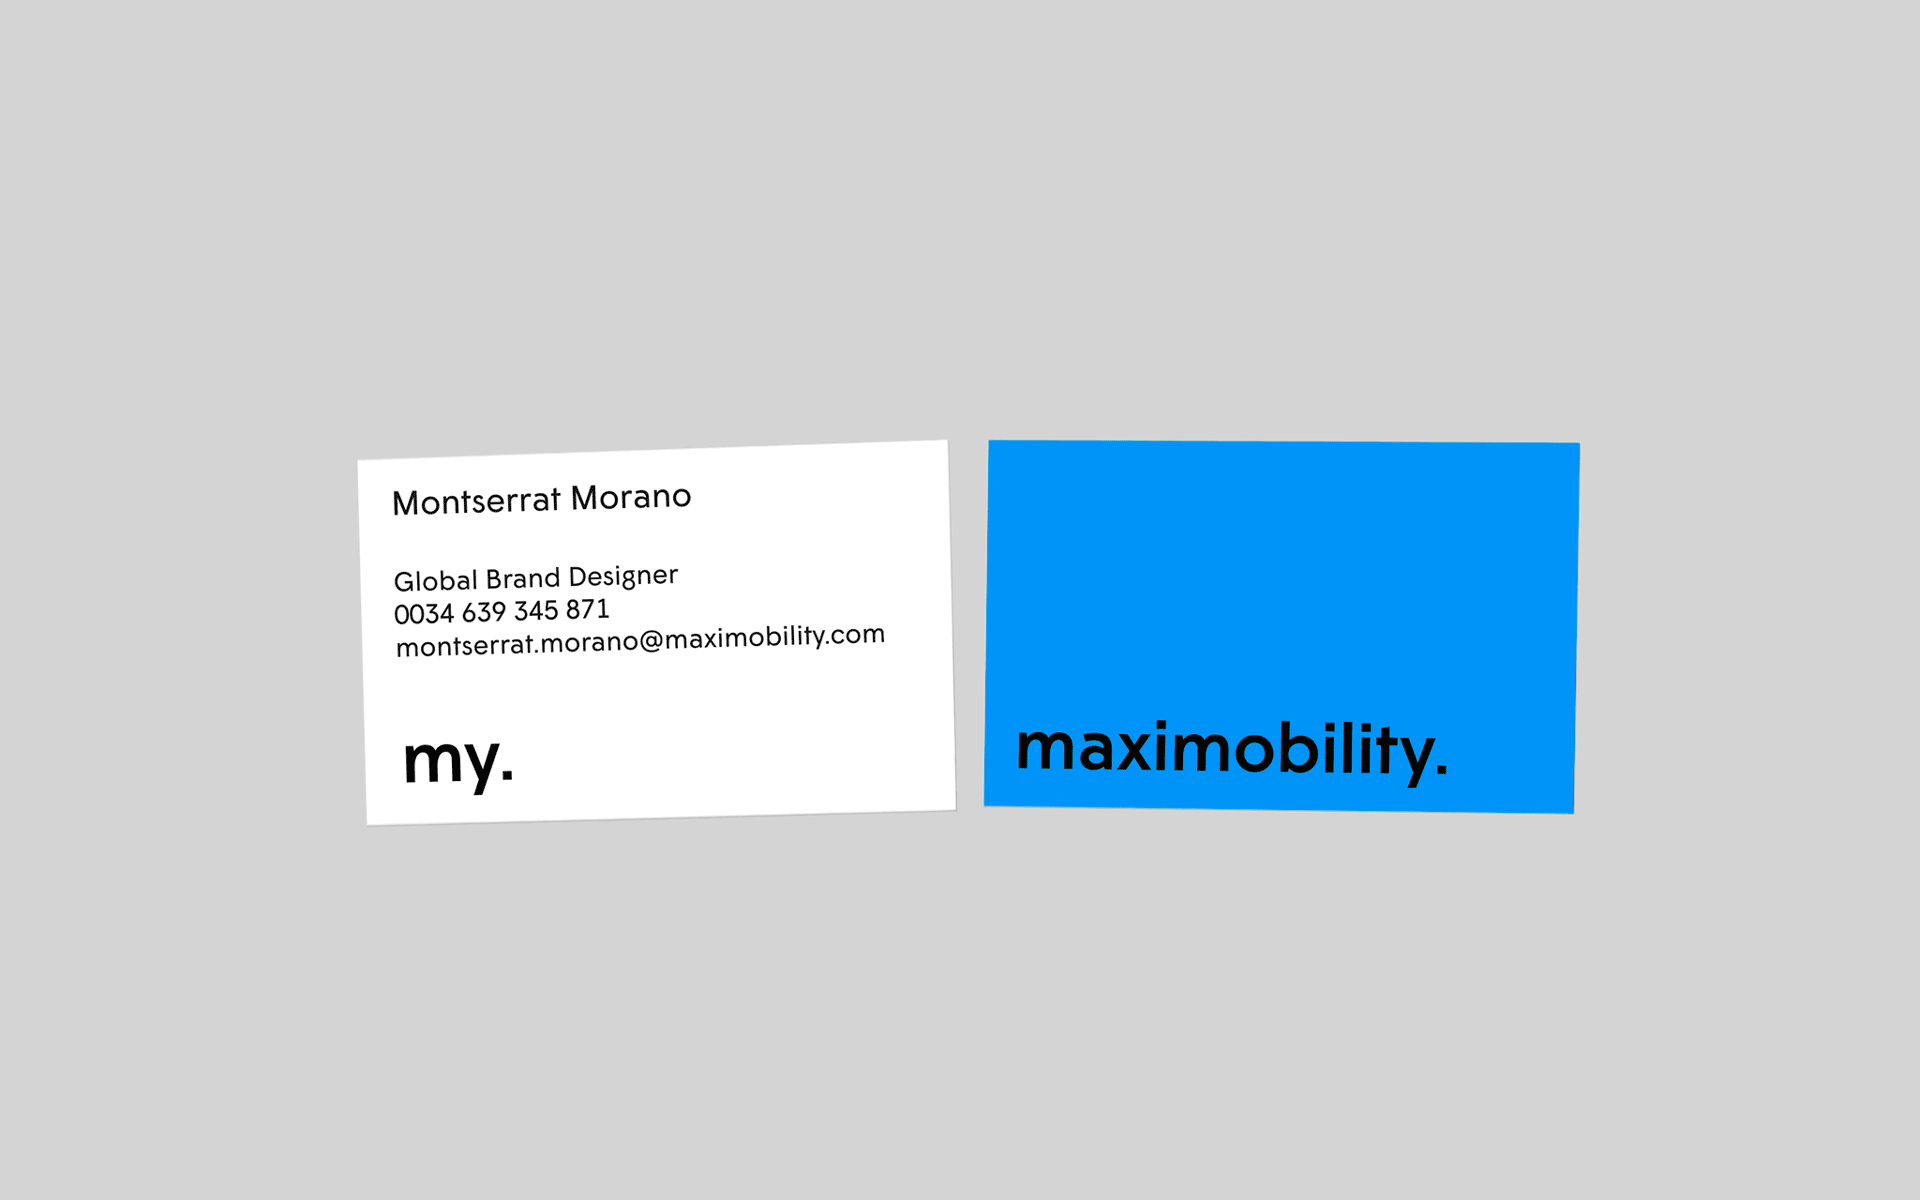 Montserrat Morano
Global Brand Designer
0034 639 345 871
montserrat.morano@maximobility.com
my.
maximobility.